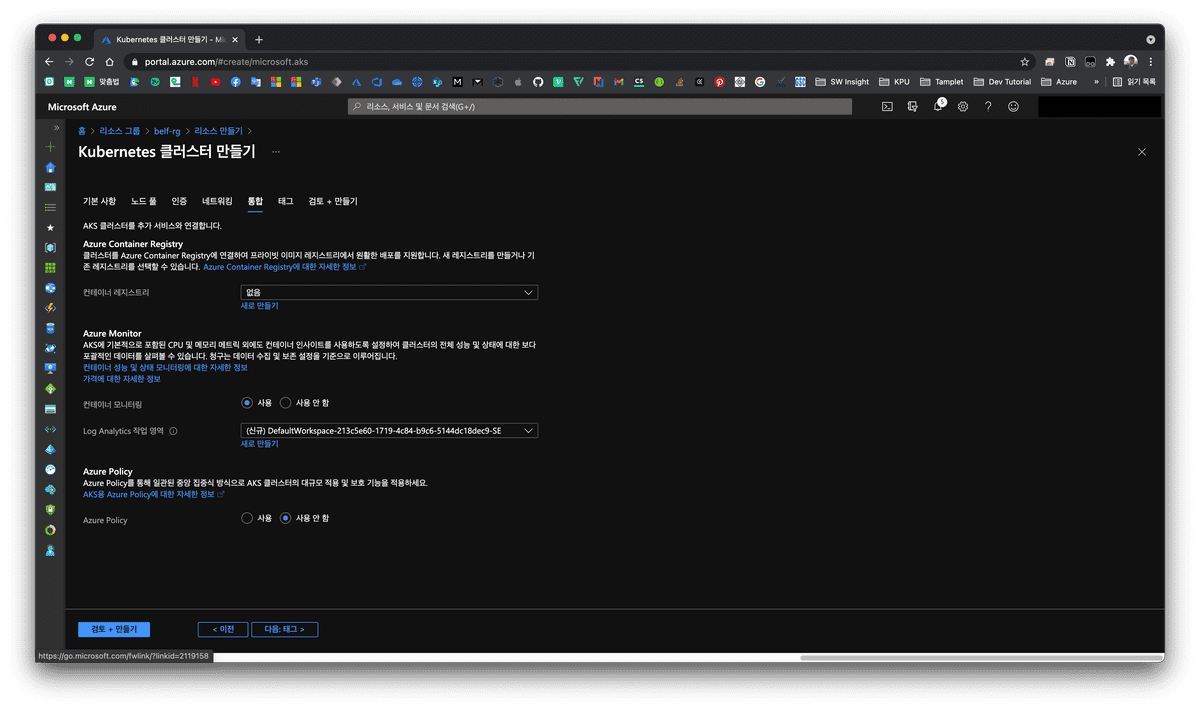 Kubernetes 클러스터 만들기 - Mi
portal.azure.com/#create/microsoft.aks
맞춤법
SW Insight
KPU
Tamplet
Dev Tutorial
Azure
»
읽기 목록
Microsoft Azure
리소스, 서비스 및 문서 검색(G+/)
5
홈 > 리소스 그룹 > belf-rg > 리소스 만들기 >
Kubernetes 클러스터 만들기 ...
기본 사항 노드 풀 인증 네트워킹 통합 태그 검토 + 만들기
AKS 클러스터를 추가 서비스와 연결합니다.
Azure Container Registry
클러스터를 Azure Container Registry에 연결하여 프라이빗 이미지 레지스트리에서 원활한 배포를 지원합니다. 새 레지스트리를 만들거나 기
존 레지스트리를 선택할 수 있습니다. Azure Container Registry에 대한 자세한 정보
컨테이너 레지스트리 없음
새로 만들기
Azure Monitor
AKS에 기본적으로 포함된 CPU 및 메모리 메트릭 외에도 컨테이너 인사이트를 사용하도록 설정하여 클러스터의 전체 성능 및 상태에 대한 보다
포괄적인 데이터를 살펴볼 수 있습니다. 청구는 데이터 수집 및 보존 설정을 기준으로 이루어집니다.
컨테이너 성능 및 상태 모니터링에 대한 자세한 정보
가격에 대한 자세한 정보
컨테이너 모니터링 사용 사용 안 함
Log Analytics 작업 영역 (신규) DefaultWorkspace-213c5e60-1719-4c84-b9c6-5144dc18dec9-SE
새로 만들기
Azure Policy
Azure Policy를 통해 일관된 중앙 집중식 방식으로 AKS 클러스터의 대규모 적용 및 보호 기능을 적용하세요.
AKS용 Azure Policy에 대한 자세한 정보
Azure Policy 사용 사용 안 함
검토 + 만들기 < 이전 다음: 태그 >
https://go.microsoft.com/fwlink/?linkid=2119158